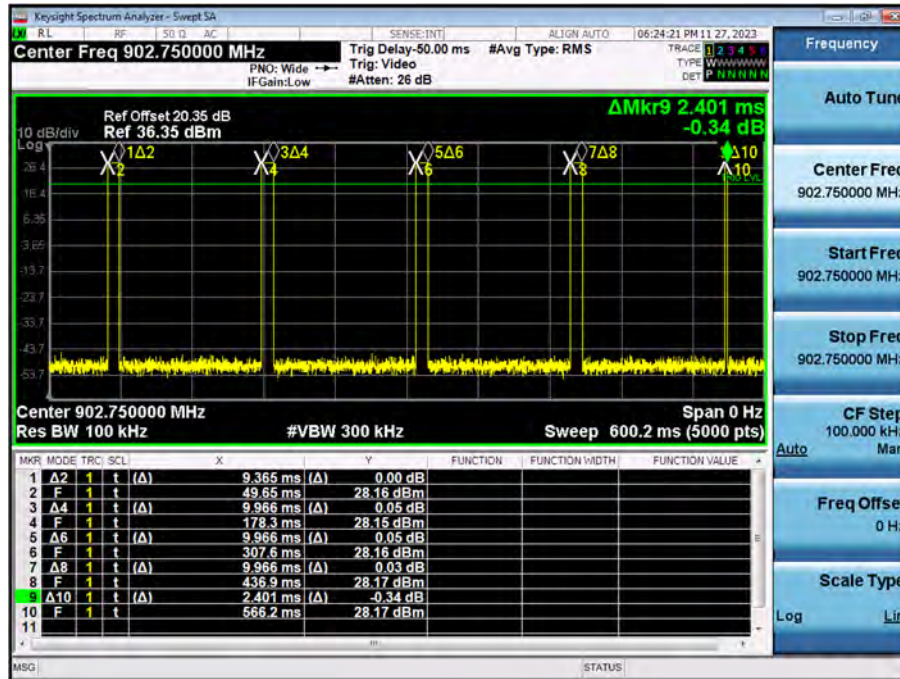 Keysight Spectrum Analyzer - Swept SA
RL RF 50 Ω AC SENSE:INT ALIGN AUTO 06:24:21 PM 11 27, 2023
Center Freq 902.750000 MHz
Trig Delay-50.00 ms #Avg Type: RMS
TRACE 1 2 3 4 5 6
PNO: Wide Trig: Video
TYPE WWWWWWW
IFGain:Low #Atten: 26 dB
DET P N N N N N
ΔMkr9 2.401 ms
-0.34 dB
Ref Offset 20.35 dB
10 dB/div Ref 36.35 dBm
Log
1Δ2 3Δ4 5Δ6 7Δ8 Δ10
2 4 6 8 10
26.4
16.4
6.35
-3.65
-13.7
-23.7
-33.7
-43.7
-53.7
Center 902.750000 MHz Span 0 Hz
Res BW 100 kHz #VBW 300 kHz Sweep 600.2 ms (5000 pts)
MKR MODE TRC SCL X Y FUNCTION FUNCTION WIDTH FUNCTION VALUE
1 Δ2 1 t (Δ) 9.365 ms (Δ) 0.00 dB
2 F 1 t 49.65 ms 28.16 dBm
3 Δ4 1 t (Δ) 9.966 ms (Δ) 0.05 dB
4 F 1 t 178.3 ms 28.15 dBm
5 Δ6 1 t (Δ) 9.966 ms (Δ) 0.05 dB
6 F 1 t 307.6 ms 28.16 dBm
7 Δ8 1 t (Δ) 9.966 ms (Δ) 0.03 dB
8 F 1 t 436.9 ms 28.17 dBm
9 Δ10 1 t (Δ) 2.401 ms (Δ) -0.34 dB
10 F 1 t 566.2 ms 28.17 dBm
11
MSG STATUS
Frequency
Auto Tune
Center Freq
902.750000 MHz
Start Freq
902.750000 MHz
Stop Freq
902.750000 MHz
CF Step
100.000 kHz
Auto Man
Freq Offset
0 Hz
Scale Type
Log Lin